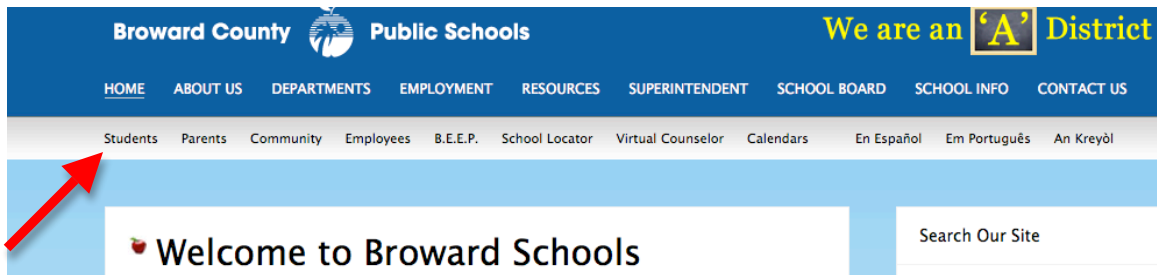 Broward County Public Schools
We are an 'A' District
HOME ABOUT US DEPARTMENTS EMPLOYMENT RESOURCES SUPERINTENDENT SCHOOL BOARD SCHOOL INFO CONTACT US
Students Parents Community Employees B.E.E.P. School Locator Virtual Counselor Calendars En Español Em Português An Kreyòl
Welcome to Broward Schools
Search Our Site